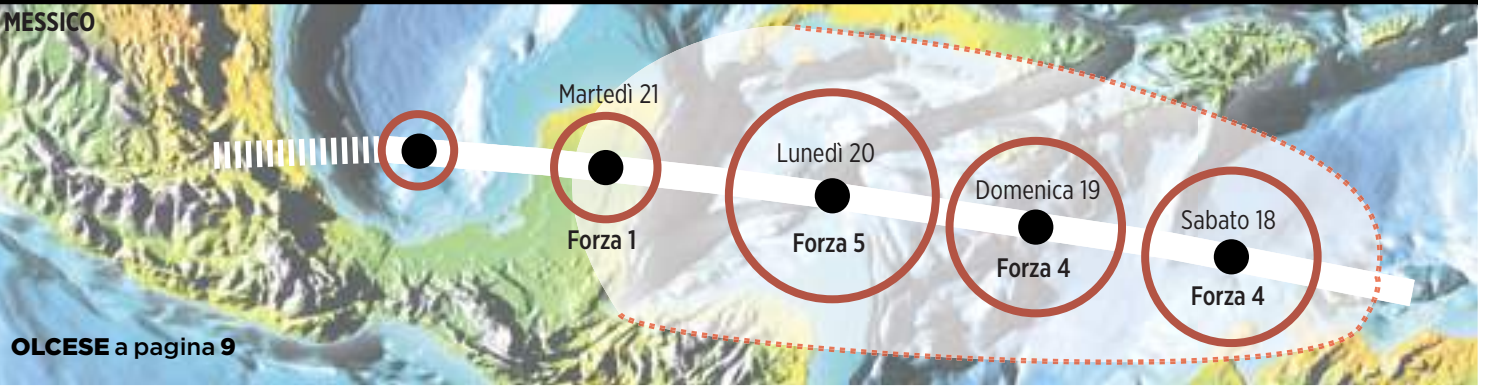 MESSICO
Martedì 21
Forza 1
Lunedì 20
Forza 5
Domenica 19
Forza 4
Sabato 18
Forza 4
OLCESE a pagina 9